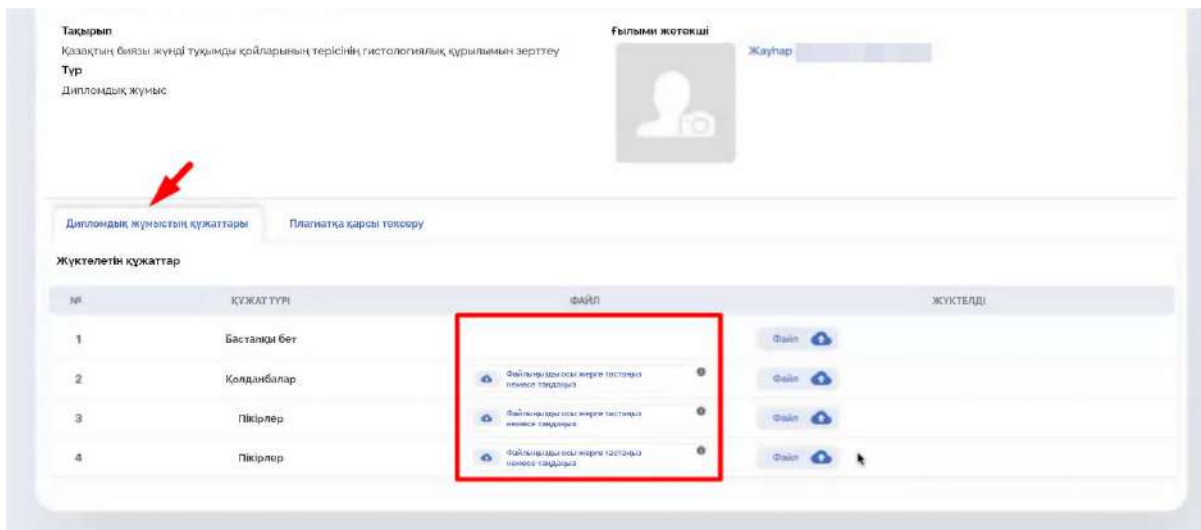 Тақырып
Қазақтың биязы жүнді тұқымды қойларының терісінің гистологиялық құрылымын зерттеу
Түр
Дипломдық жұмыс
Ғылыми жетекші
Жауһар
Дипломдық жұмыстың құжаттары
Плагиатқа қарсы тексеру
Жүктелетін құжаттар
№ ҚҰЖАТ ТҮРІ ФАЙЛ ЖҮКТЕЛДІ
1 Бастапқы бет Файл
2 Қолданбалар Файлыңызды осы жерге тастаңыз Файл
немесе таңдаңыз
3 Пікірлер Файлыңызды осы жерге тастаңыз Файл
немесе таңдаңыз
4 Пікірлер Файлыңызды осы жерге тастаңыз Файл
немесе таңдаңыз